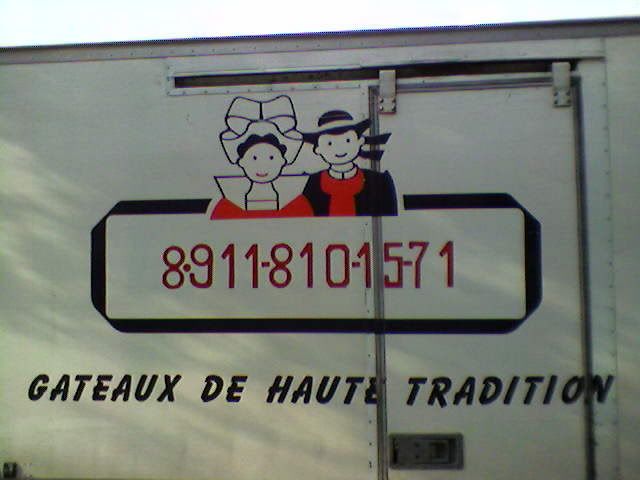 8-911-810-15-71
GATEAUX DE HAUTE TRADITION